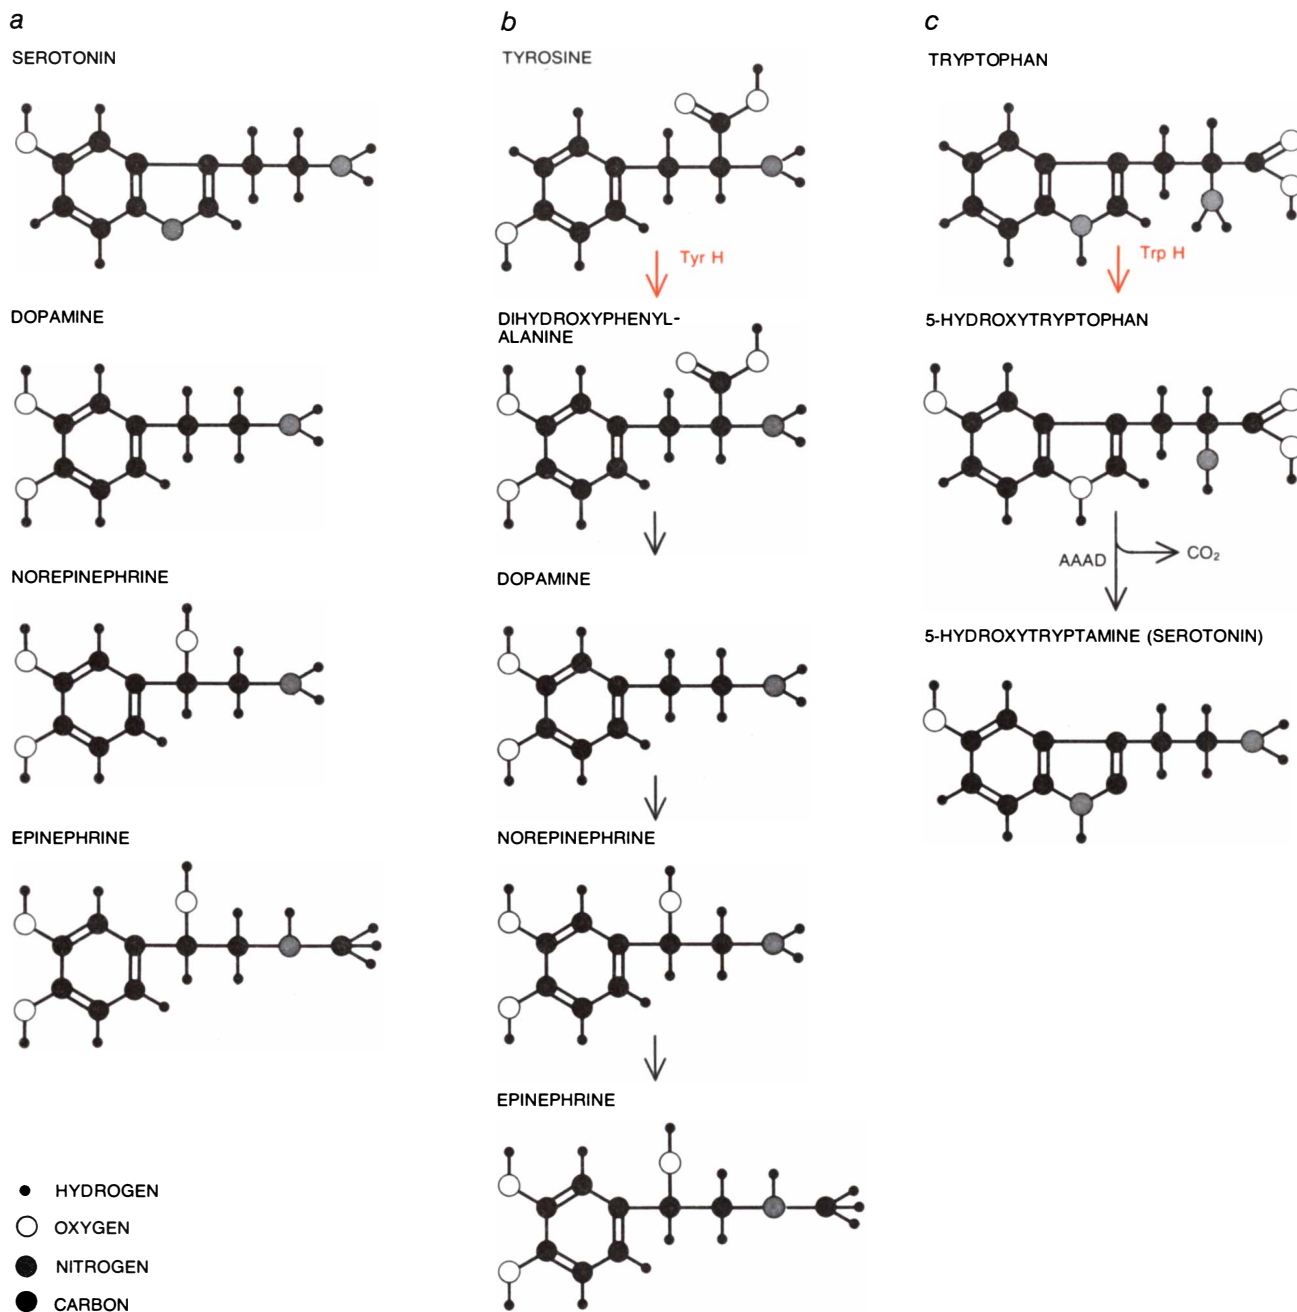 a
SEROTONIN
DOPAMINE
NOREPINEPHRINE
EPINEPHRINE
HYDROGEN
OXYGEN
NITROGEN
CARBON
b
TYROSINE
Tyr H
DIHYDROXYPHENYL-
ALANINE
DOPAMINE
NOREPINEPHRINE
EPINEPHRINE
c
TRYPTOPHAN
Trp H
5-HYDROXYTRYPTOPHAN
AAAD
CO₂
5-HYDROXYTRYPTAMINE (SEROTONIN)